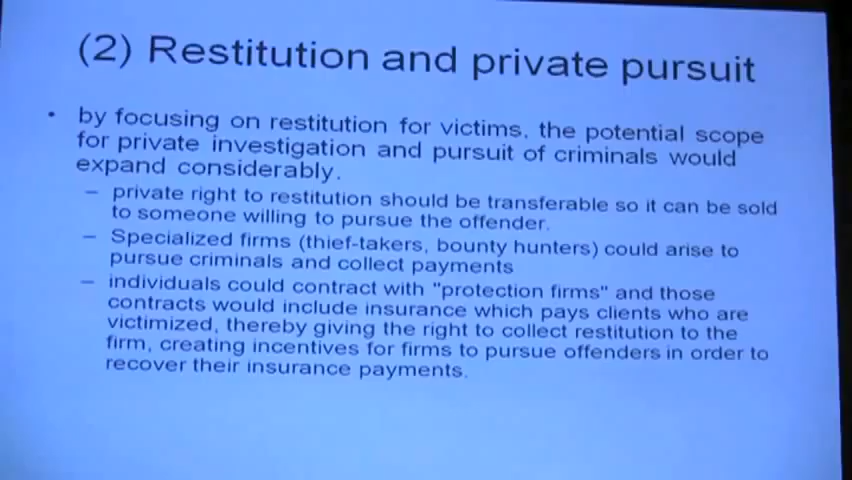 (2) Restitution and private pursuit
• by focusing on restitution for victims, the potential scope
for private investigation and pursuit of criminals would
expand considerably.
– private right to restitution should be transferable so it can be sold
to someone willing to pursue the offender.
– Specialized firms (thief-takers, bounty hunters) could arise to
pursue criminals and collect payments
– individuals could contract with "protection firms" and those
contracts would include insurance which pays clients who are
victimized, thereby giving the right to collect restitution to the
firm, creating incentives for firms to pursue offenders in order to
recover their insurance payments.